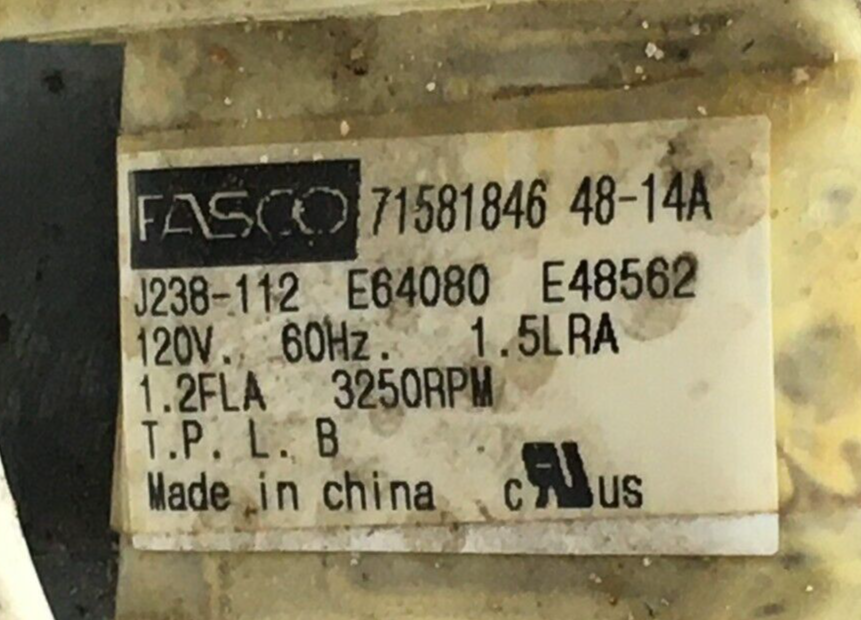 FASCO 71581846 48-14A
J238-112 E64080 E48562
120V. 60Hz. 1.5LRA
1.2FLA 3250RPM
T.P. L. B
Made in china c RU us